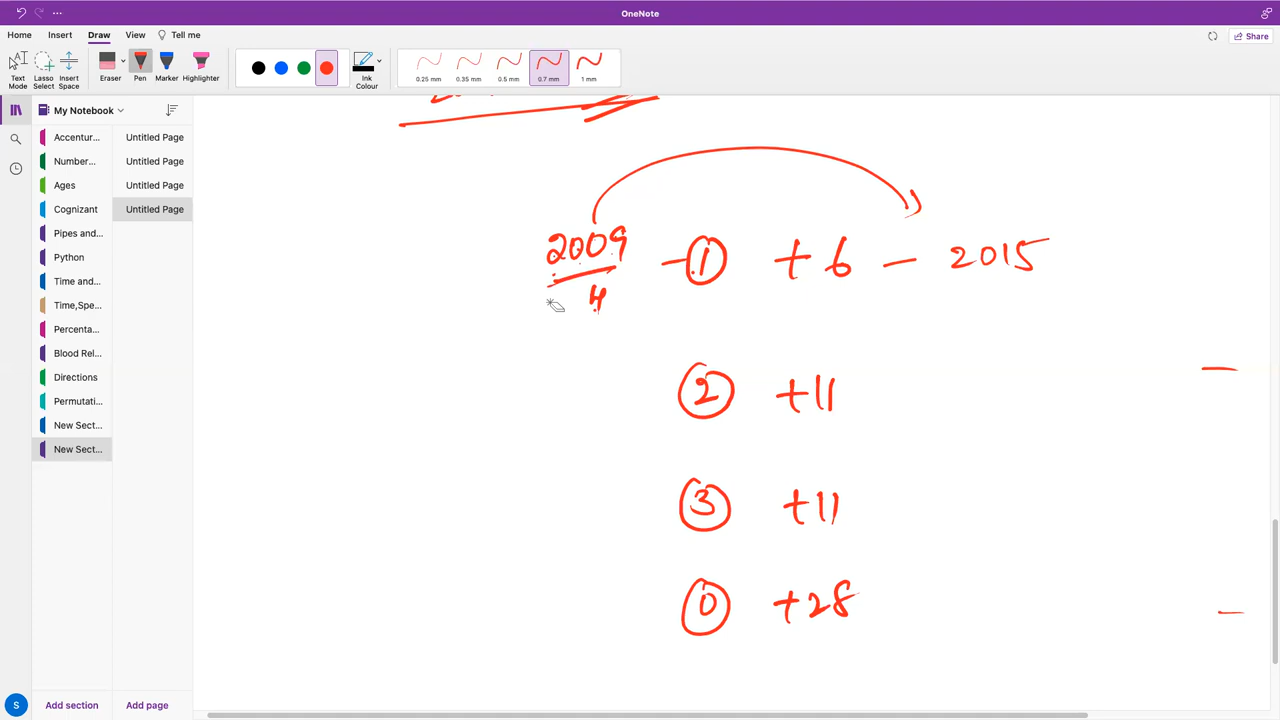 OneNote
Home Insert Draw View Tell me
Share
Text Mode
Lasso Select
Insert Space
Eraser
Pen
Marker
Highlighter
Ink Colour
0.25 mm
0.35 mm
0.5 mm
0.7 mm
1 mm
My Notebook
Accentur...
Number...
Ages
Cognizant
Pipes and...
Python
Time and...
Time,Spe...
Percenta...
Blood Rel...
Directions
Permutati...
New Sect...
New Sect...
Untitled Page
Untitled Page
Untitled Page
Untitled Page
2009 - 1 + 6 - 2015
4
2 + 11
3 + 11
0 + 28
S
Add section
Add page